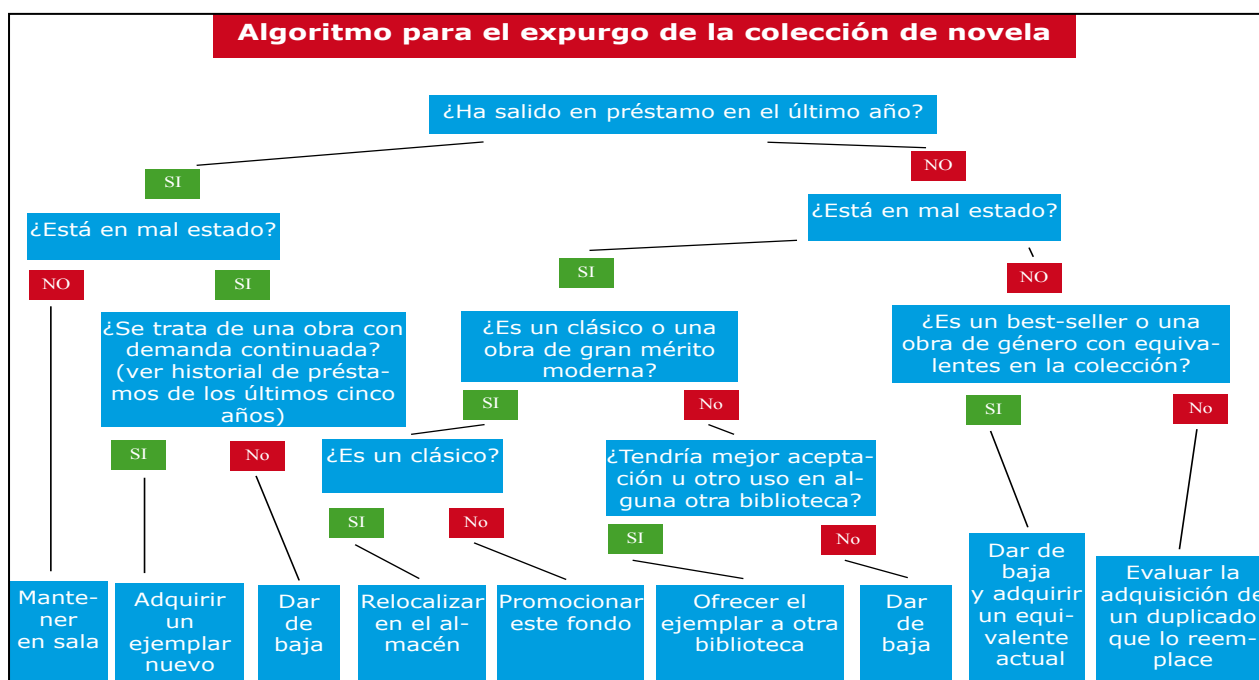 Algoritmo para el expurgo de la colección de novela
¿Ha salido en préstamo en el último año?
SI
NO
¿Está en mal estado?
¿Está en mal estado?
NO
SI
SI
NO
¿Se trata de una obra con
demanda continuada?
(ver historial de présta-
mos de los últimos cinco
años)
¿Es un clásico o una
obra de gran mérito
moderna?
¿Es un best-seller o una
obra de género con equiva-
lentes en la colección?
SI
No
SI
No
SI
No
¿Es un clásico?
¿Tendría mejor acepta-
ción u otro uso en al-
guna otra biblioteca?
SI
No
SI
No
Mante-
ner
en sala
Adquirir
un
ejemplar
nuevo
Dar
de
baja
Relocalizar
en el al-
macén
Promocionar
este fondo
Ofrecer el
ejemplar a otra
biblioteca
Dar
de
baja
Dar de
baja
y adquirir
un equi-
valente
actual
Evaluar la
adquisición de
un duplicado
que lo reem-
place